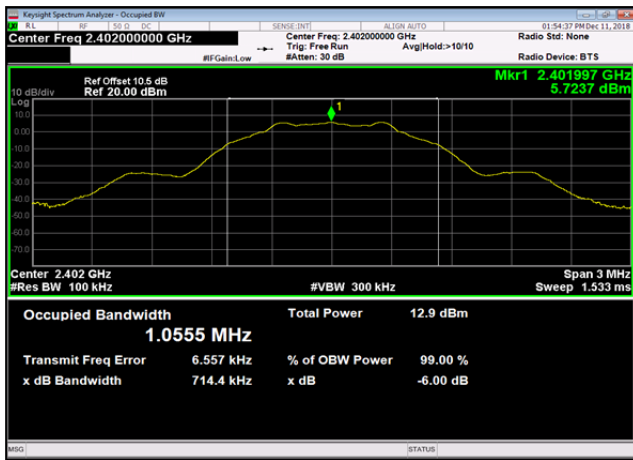 Keysight Spectrum Analyzer - Occupied BW
RL RF 50 Ω DC SENSE:INT ALIGN AUTO 01:54:37 PM Dec 11, 2018
Center Freq 2.402000000 GHz Center Freq: 2.402000000 GHz Radio Std: None
Trig: Free Run Avg|Hold:>10/10
#IFGain:Low #Atten: 30 dB Radio Device: BTS
Mkr1 2.401997 GHz
5.7237 dBm
Ref Offset 10.5 dB
10 dB/div Ref 20.00 dBm
Log
10.0
0.00
-10.0
-20.0
-30.0
-40.0
-50.0
-60.0
-70.0
1
Center 2.402 GHz Span 3 MHz
#Res BW 100 kHz #VBW 300 kHz Sweep 1.533 ms
Occupied Bandwidth Total Power 12.9 dBm
1.0555 MHz
Transmit Freq Error 6.557 kHz % of OBW Power 99.00 %
x dB Bandwidth 714.4 kHz x dB -6.00 dB
MSG STATUS